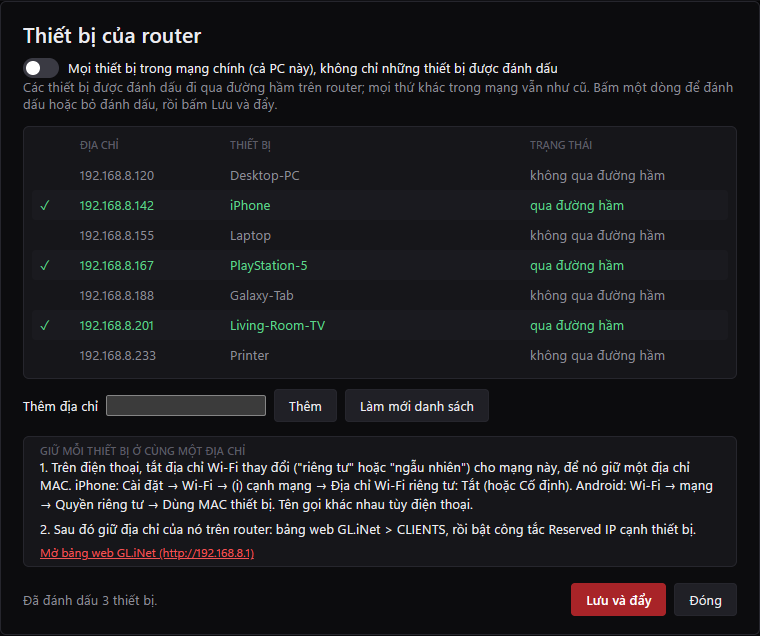 Thiết bị của router
Mọi thiết bị trong mạng chính (cả PC này), không chỉ những thiết bị được đánh dấu
Các thiết bị được đánh dấu đi qua đường hầm trên router; mọi thứ khác trong mạng vẫn như cũ. Bấm một dòng để đánh
dấu hoặc bỏ đánh dấu, rồi bấm Lưu và đẩy.
ĐỊA CHỈ THIẾT BỊ TRẠNG THÁI
192.168.8.120 Desktop-PC không qua đường hầm
✓ 192.168.8.142 iPhone qua đường hầm
192.168.8.155 Laptop không qua đường hầm
✓ 192.168.8.167 PlayStation-5 qua đường hầm
192.168.8.188 Galaxy-Tab không qua đường hầm
✓ 192.168.8.201 Living-Room-TV qua đường hầm
192.168.8.233 Printer không qua đường hầm
Thêm địa chỉ Thêm Làm mới danh sách
GIỮ MỖI THIẾT BỊ Ở CÙNG MỘT ĐỊA CHỈ
1. Trên điện thoại, tắt địa chỉ Wi-Fi thay đổi ("riêng tư" hoặc "ngẫu nhiên") cho mạng này, để nó giữ một địa chỉ
MAC. iPhone: Cài đặt → Wi-Fi → (i) cạnh mạng → Địa chỉ Wi-Fi riêng tư: Tắt (hoặc Cố định). Android: Wi-Fi → mạng
→ Quyền riêng tư → Dùng MAC thiết bị. Tên gọi khác nhau tùy điện thoại.
2. Sau đó giữ địa chỉ của nó trên router: bảng web GL.iNet > CLIENTS, rồi bật công tắc Reserved IP cạnh thiết bị.
Mở bảng web GL.iNet (http://192.168.8.1)
Đã đánh dấu 3 thiết bị. Lưu và đẩy Đóng